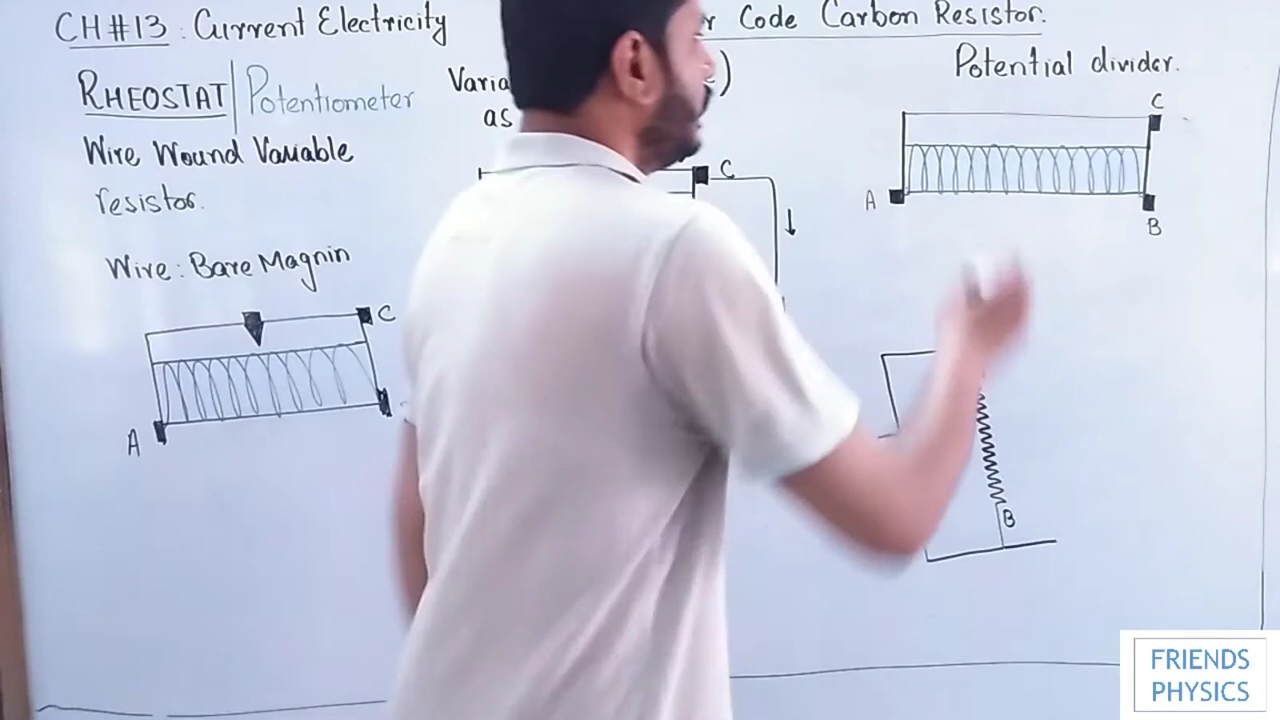 CH#13 : Current Electricity
Code Carbon Resistor.
RHEOSTAT | Potentiometer
Wire Wound Variable
resistor.
Wire : Bare Magnin
C
A
as
C
Potential divider.
C
A
B
B
FRIENDS
PHYSICS